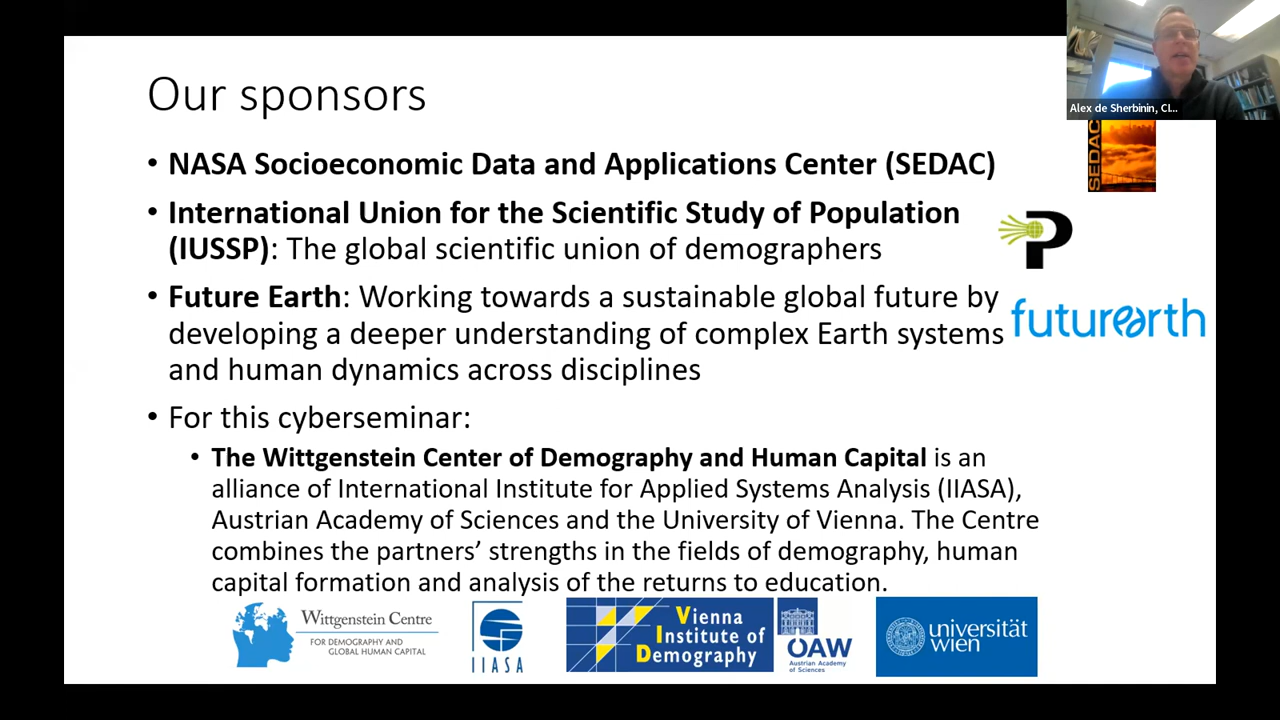 Our sponsors
Alex de Sherbinin, CI...
• NASA Socioeconomic Data and Applications Center (SEDAC)
SEDAC
• International Union for the Scientific Study of Population
(IUSSP): The global scientific union of demographers
P
• Future Earth: Working towards a sustainable global future by
developing a deeper understanding of complex Earth systems
and human dynamics across disciplines
futurearth
• For this cyberseminar:
• The Wittgenstein Center of Demography and Human Capital is an
alliance of International Institute for Applied Systems Analysis (IIASA),
Austrian Academy of Sciences and the University of Vienna. The Centre
combines the partners’ strengths in the fields of demography, human
capital formation and analysis of the returns to education.
Wittgenstein Centre
FOR DEMOGRAPHY AND
GLOBAL HUMAN CAPITAL
IIASA
Vienna
Institute of
Demography
ÖAW
Austrian Academy
of Sciences
universität
wien